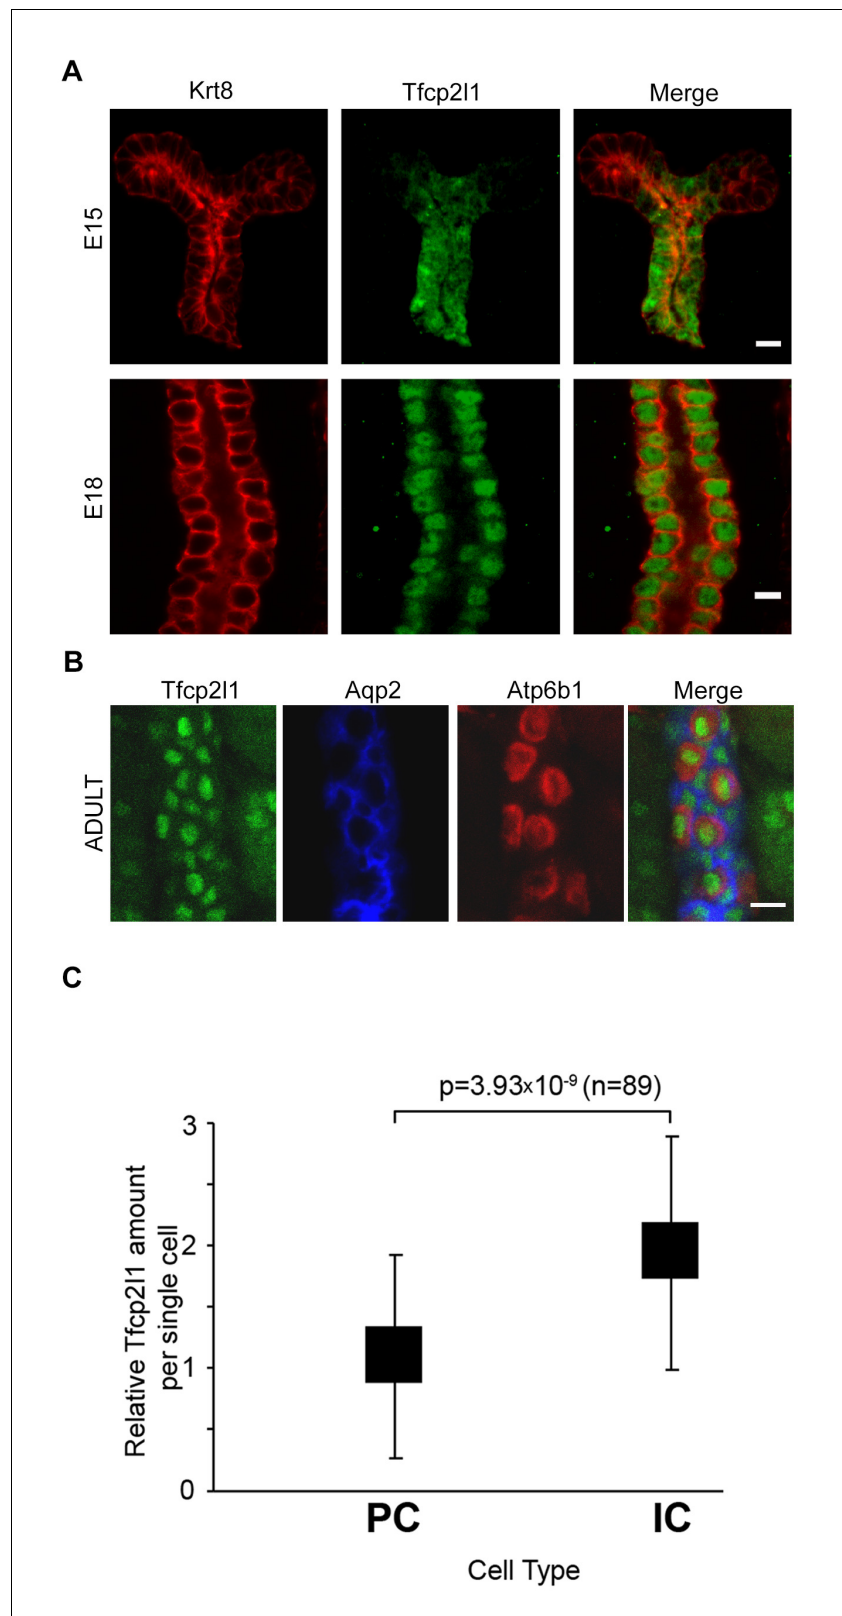 A
Krt8 Tfcp2l1 Merge
E15
E18
B
Tfcp2l1 Aqp2 Atp6b1 Merge
ADULT
C
p=3.93x10-9 (n=89)
3
2
1
0
Relative Tfcp2l1 amount
per single cell
PC IC
Cell Type